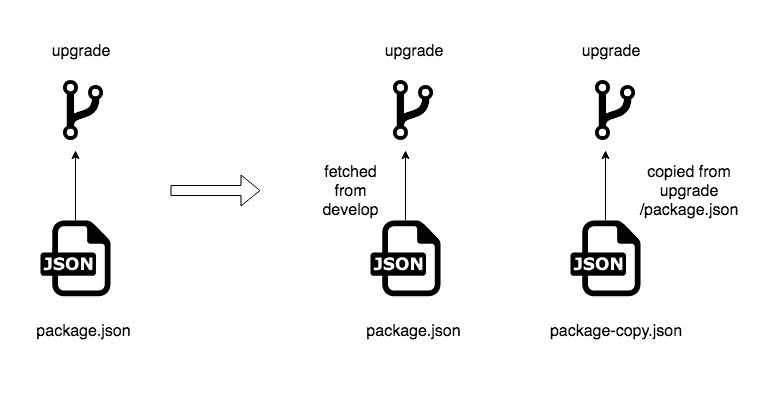 upgrade
upgrade
upgrade
fetched
from
develop
copied from
upgrade
/package.json
JSON
JSON
JSON
package.json
package.json
package-copy.json